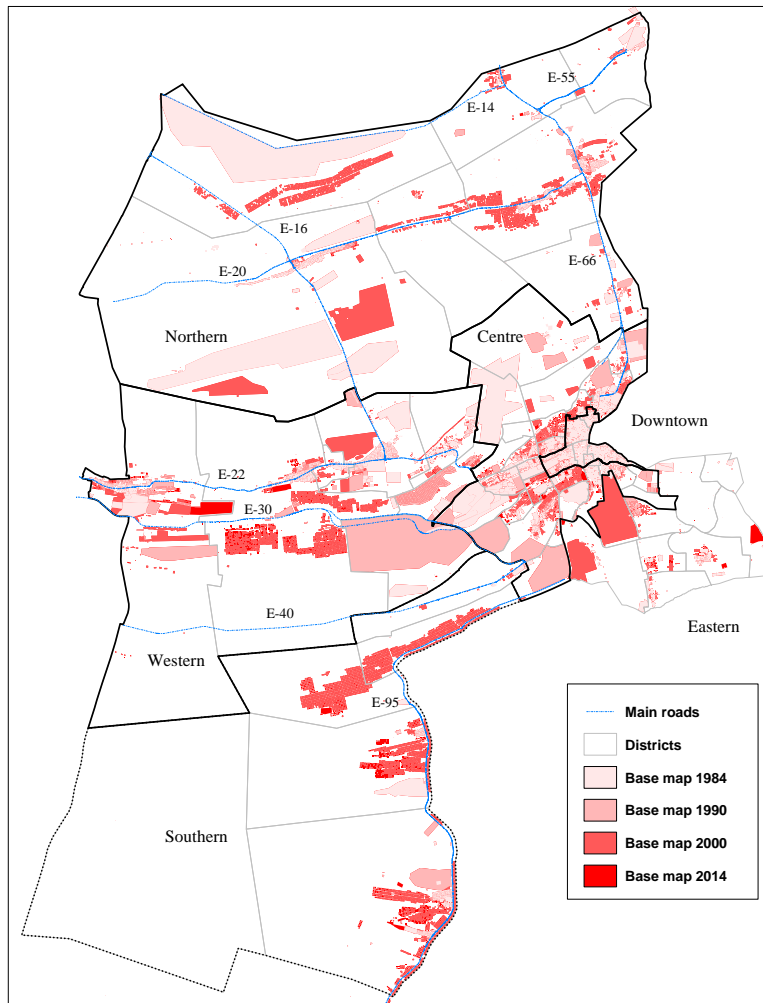 E-55
E-14
E-16
E-20
E-66
Northern
Centre
Downtown
E-22
E-30
E-40
Eastern
Western
E-95
Southern
Main roads
Districts
Base map 1984
Base map 1990
Base map 2000
Base map 2014